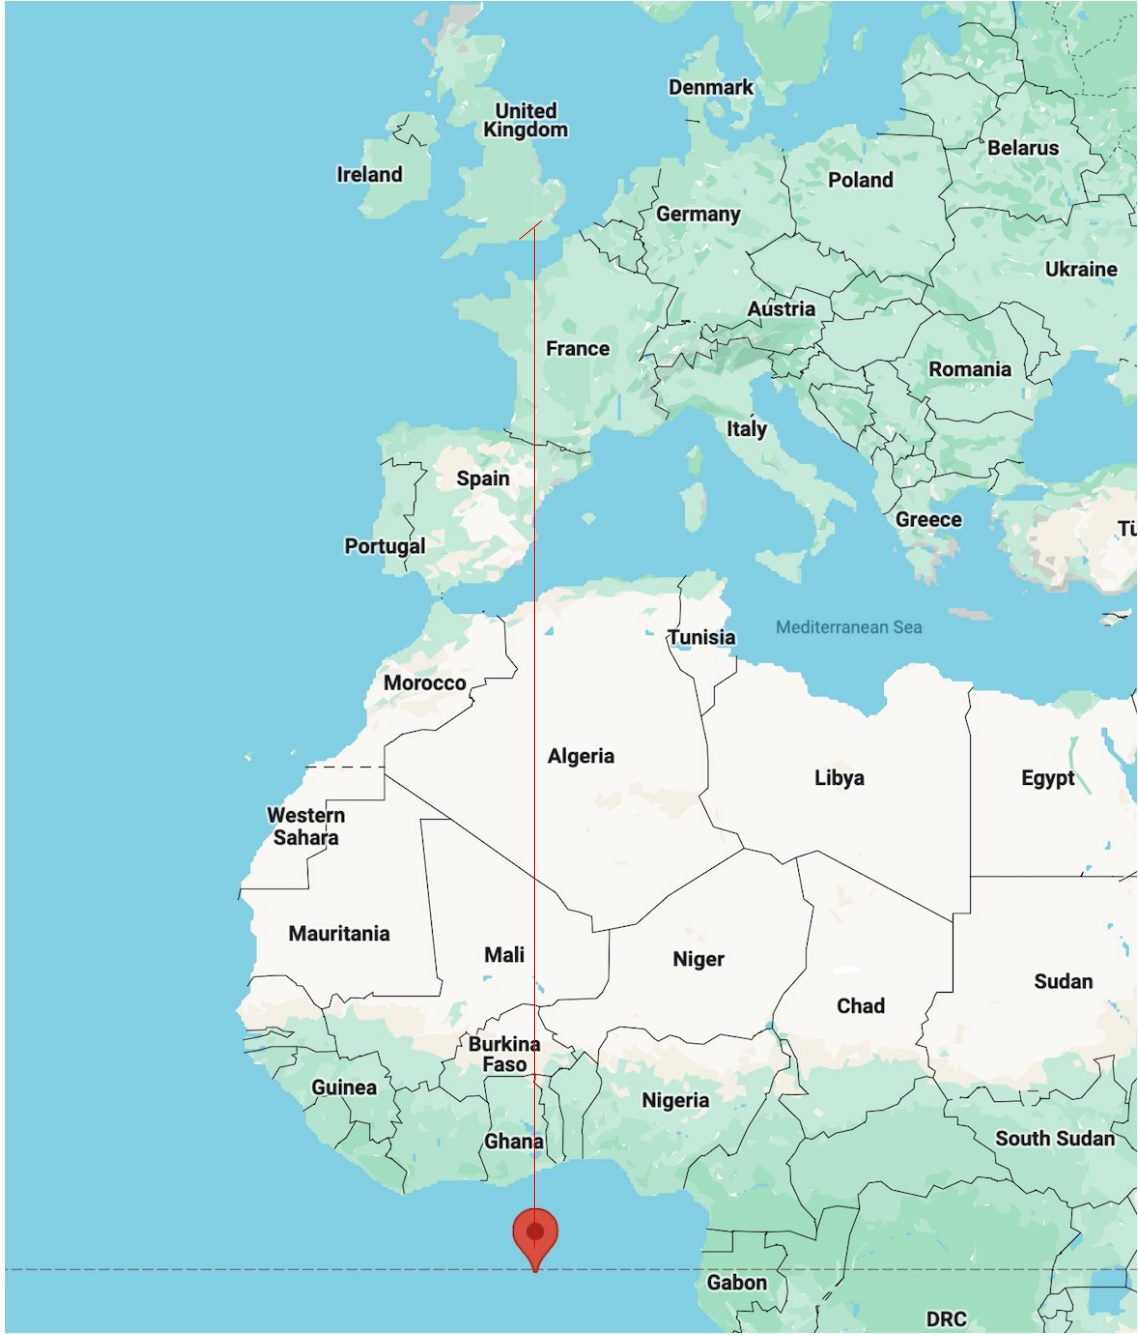 Denmark
United
Kingdom
Belarus
Ireland
Poland
Germany
Ukraine
Austria
France
Romania
Italy
Spain
Greece
Tü
Portugal
Mediterranean Sea
Tunisia
Morocco
Algeria
Libya
Egypt
Western
Sahara
Mauritania
Mali
Niger
Sudan
Chad
Burkina
Faso
Guinea
Nigeria
Ghana
South Sudan
Gabon
DRC